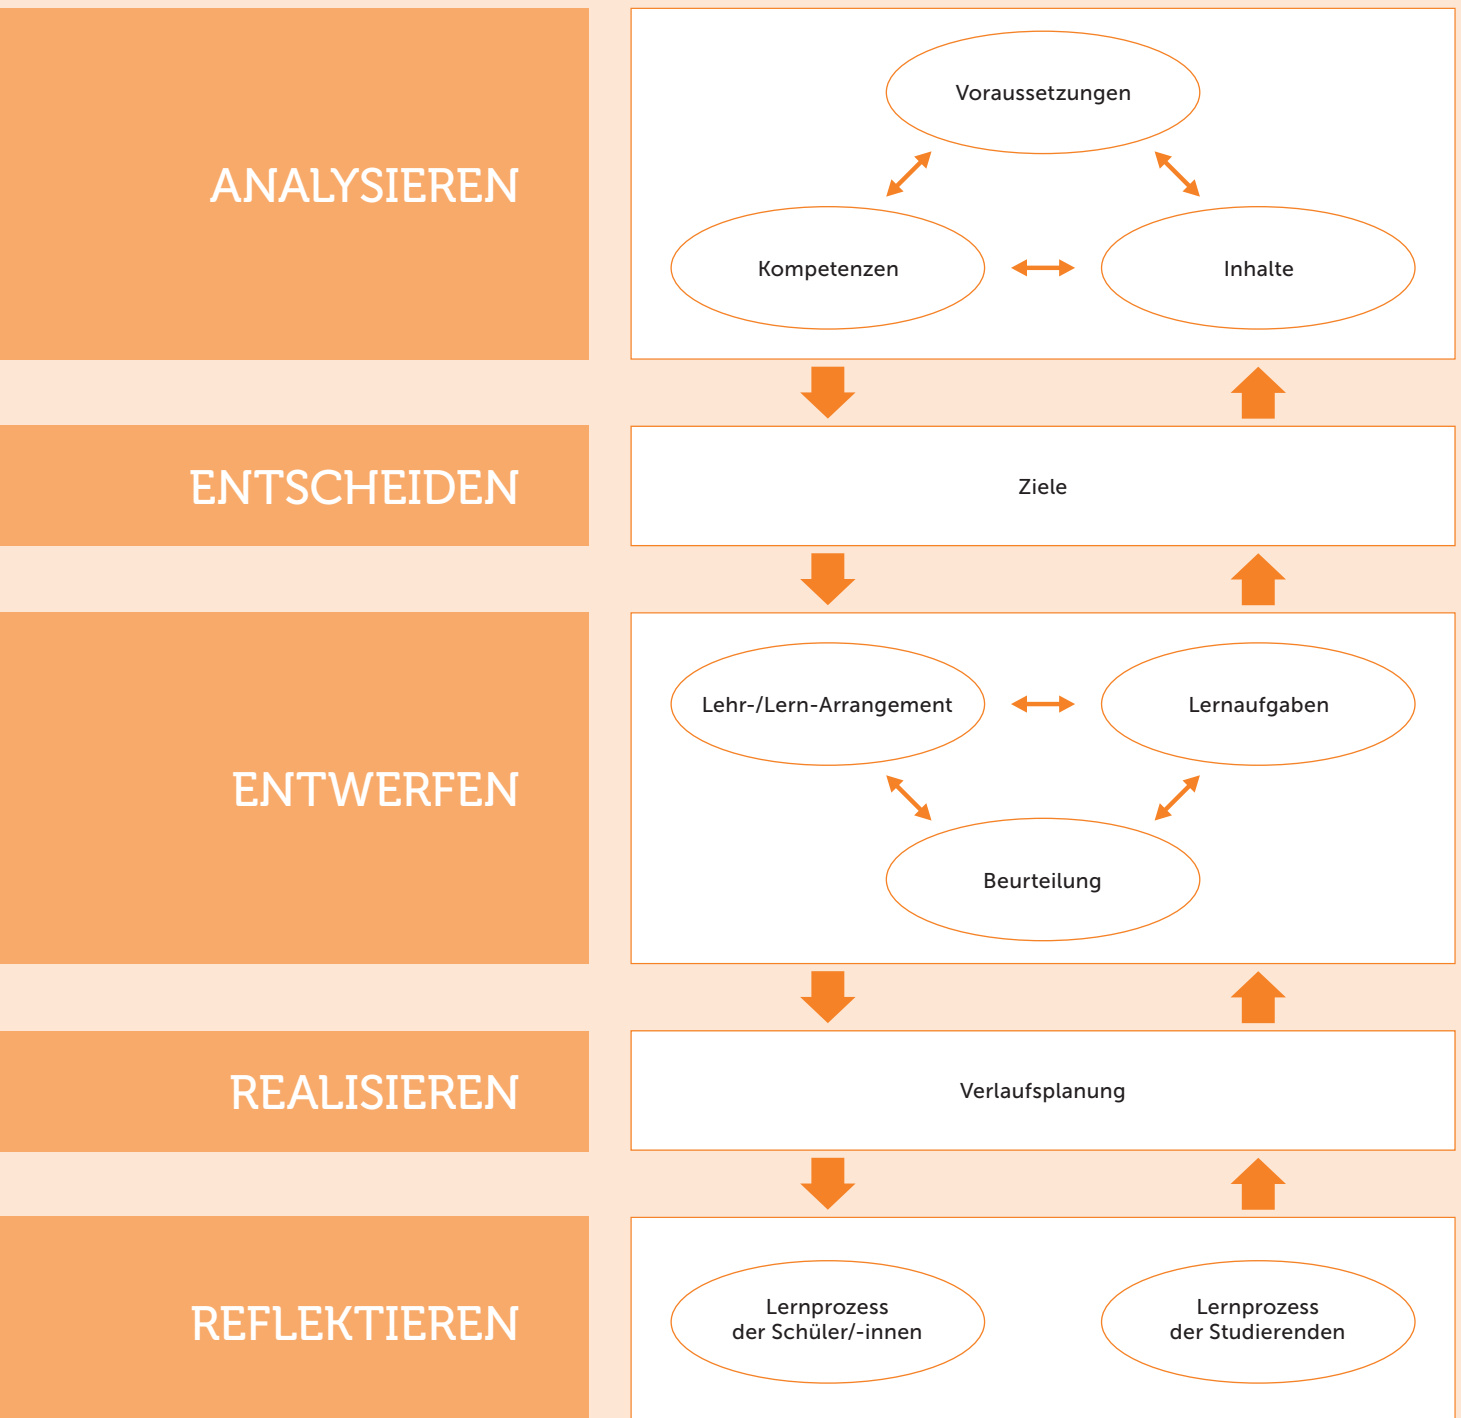 ANALYSIEREN
Voraussetzungen
Kompetenzen
Inhalte
ENTSCHEIDEN
Ziele
ENTWERFEN
Lehr-/Lern-Arrangement
Lernaufgaben
Beurteilung
REALISIEREN
Verlaufsplanung
REFLEKTIEREN
Lernprozess
der Schüler/-innen
Lernprozess
der Studierenden